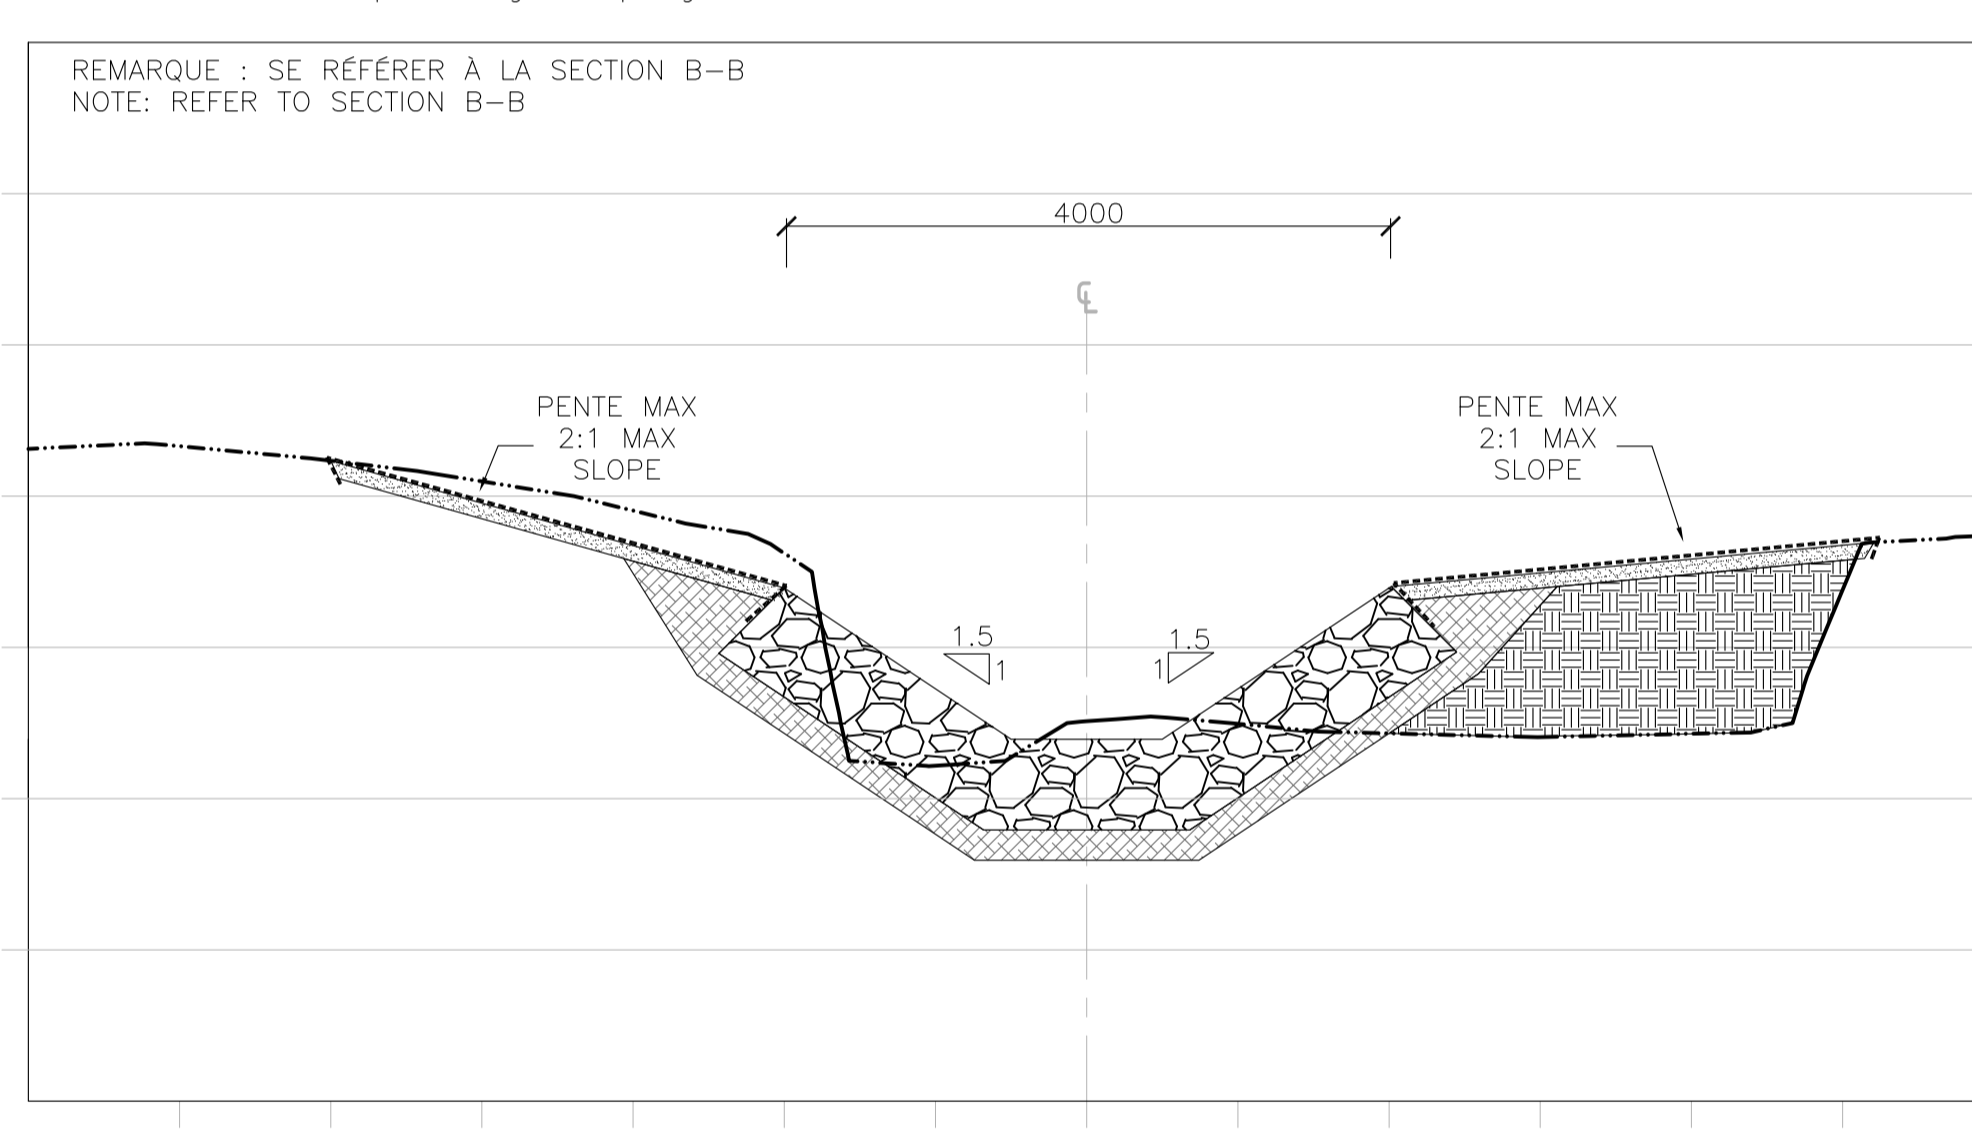 REMARQUE : SE RÉFÉRER À LA SECTION B-B
NOTE: REFER TO SECTION B-B
4000
℄
PENTE MAX
2:1 MAX
SLOPE
PENTE MAX
2:1 MAX
SLOPE
1.5
1
1.5
1